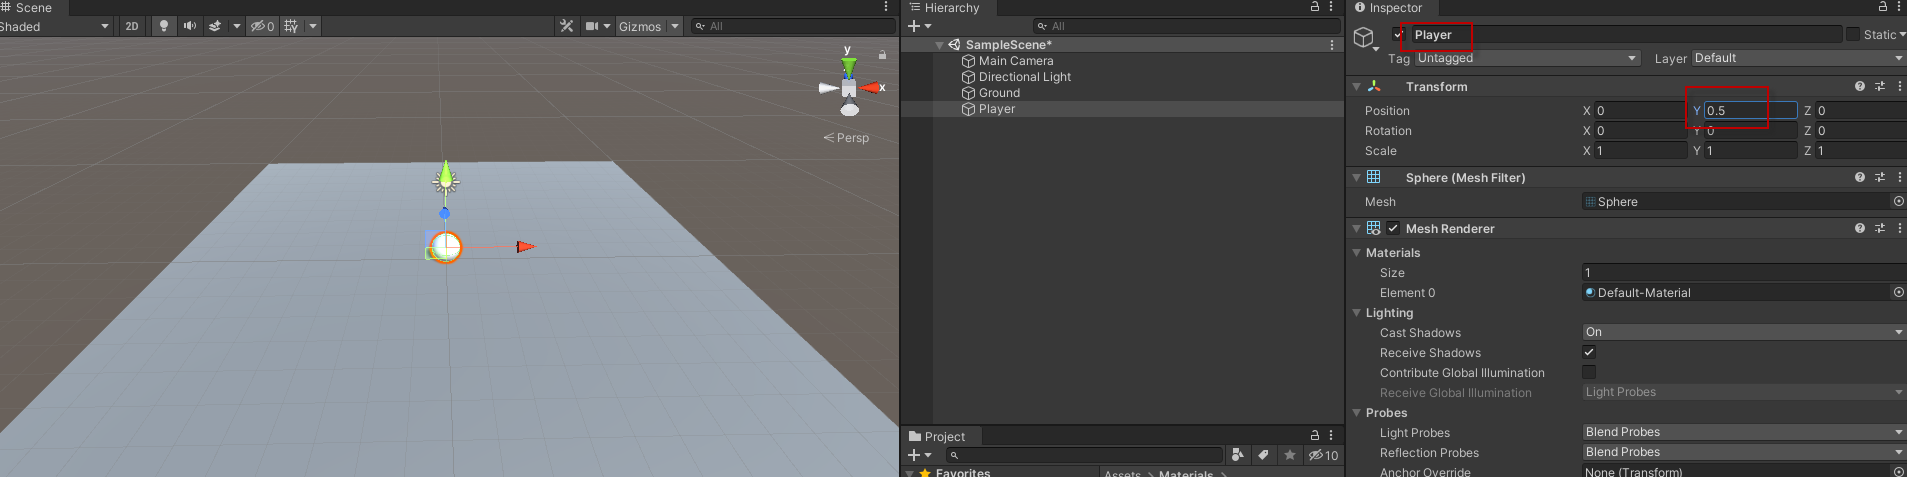 Scene
Shaded
2D
0
Gizmos
All
y
x
Persp
Hierarchy
All
SampleScene*
Main Camera
Directional Light
Ground
Player
Project
10
Favorites
Assets > Materials >
Inspector
Player
Static
Tag Untagged
Layer Default
Transform
Position X 0 Y 0.5 Z 0
Rotation X 0 Y 0 Z 0
Scale X 1 Y 1 Z 1
Sphere (Mesh Filter)
Mesh Sphere
Mesh Renderer
Materials
Size 1
Element 0 Default-Material
Lighting
Cast Shadows On
Receive Shadows
Contribute Global Illumination
Receive Global Illumination Light Probes
Probes
Light Probes Blend Probes
Reflection Probes Blend Probes
Anchor Override None (Transform)